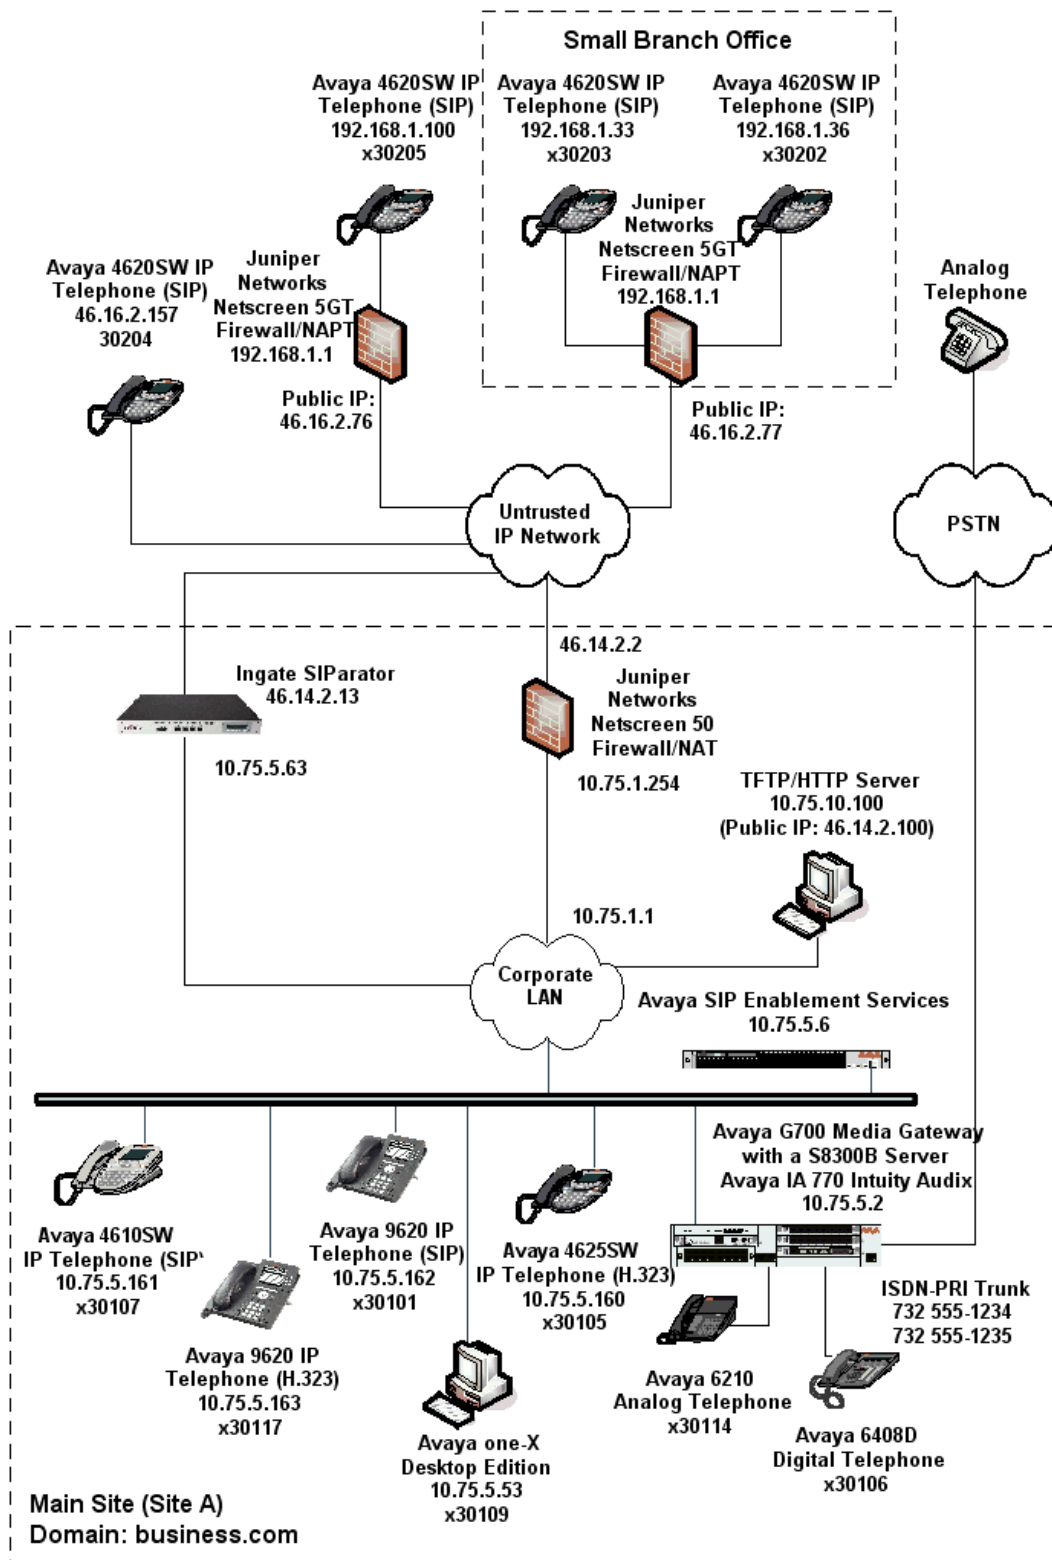 Small Branch Office
Avaya 4620SW IP
Telephone (SIP)
192.168.1.100
x30205
Avaya 4620SW IP
Telephone (SIP)
192.168.1.33
x30203
Avaya 4620SW IP
Telephone (SIP)
192.168.1.36
x30202
Juniper
Networks
Netscreen 5GT
Firewall/NAPT
192.168.1.1
Avaya 4620SW IP
Telephone (SIP)
46.16.2.157
30204
Juniper
Networks
Netscreen 5GT
Firewall/NAPT
192.168.1.1
Analog
Telephone
Public IP:
46.16.2.76
Public IP:
46.16.2.77
Untrusted
IP Network
PSTN
46.14.2.2
Ingate SIParator
46.14.2.13
10.75.5.63
Juniper
Networks
Netscreen 50
Firewall/NAT
10.75.1.254
TFTP/HTTP Server
10.75.10.100
(Public IP: 46.14.2.100)
10.75.1.1
Corporate
LAN
Avaya SIP Enablement Services
10.75.5.6
Avaya G700 Media Gateway
with a S8300B Server
Avaya IA 770 Intuity Audix
10.75.5.2
Avaya 4610SW
IP Telephone (SIP)
10.75.5.161
x30107
Avaya 9620 IP
Telephone (SIP)
10.75.5.162
x30101
Avaya 4625SW
IP Telephone (H.323)
10.75.5.160
x30105
ISDN-PRI Trunk
732 555-1234
732 555-1235
Avaya 9620 IP
Telephone (H.323)
10.75.5.163
x30117
Avaya 6210
Analog Telephone
x30114
Avaya one-X
Desktop Edition
10.75.5.53
x30109
Avaya 6408D
Digital Telephone
x30106
Main Site (Site A)
Domain: business.com